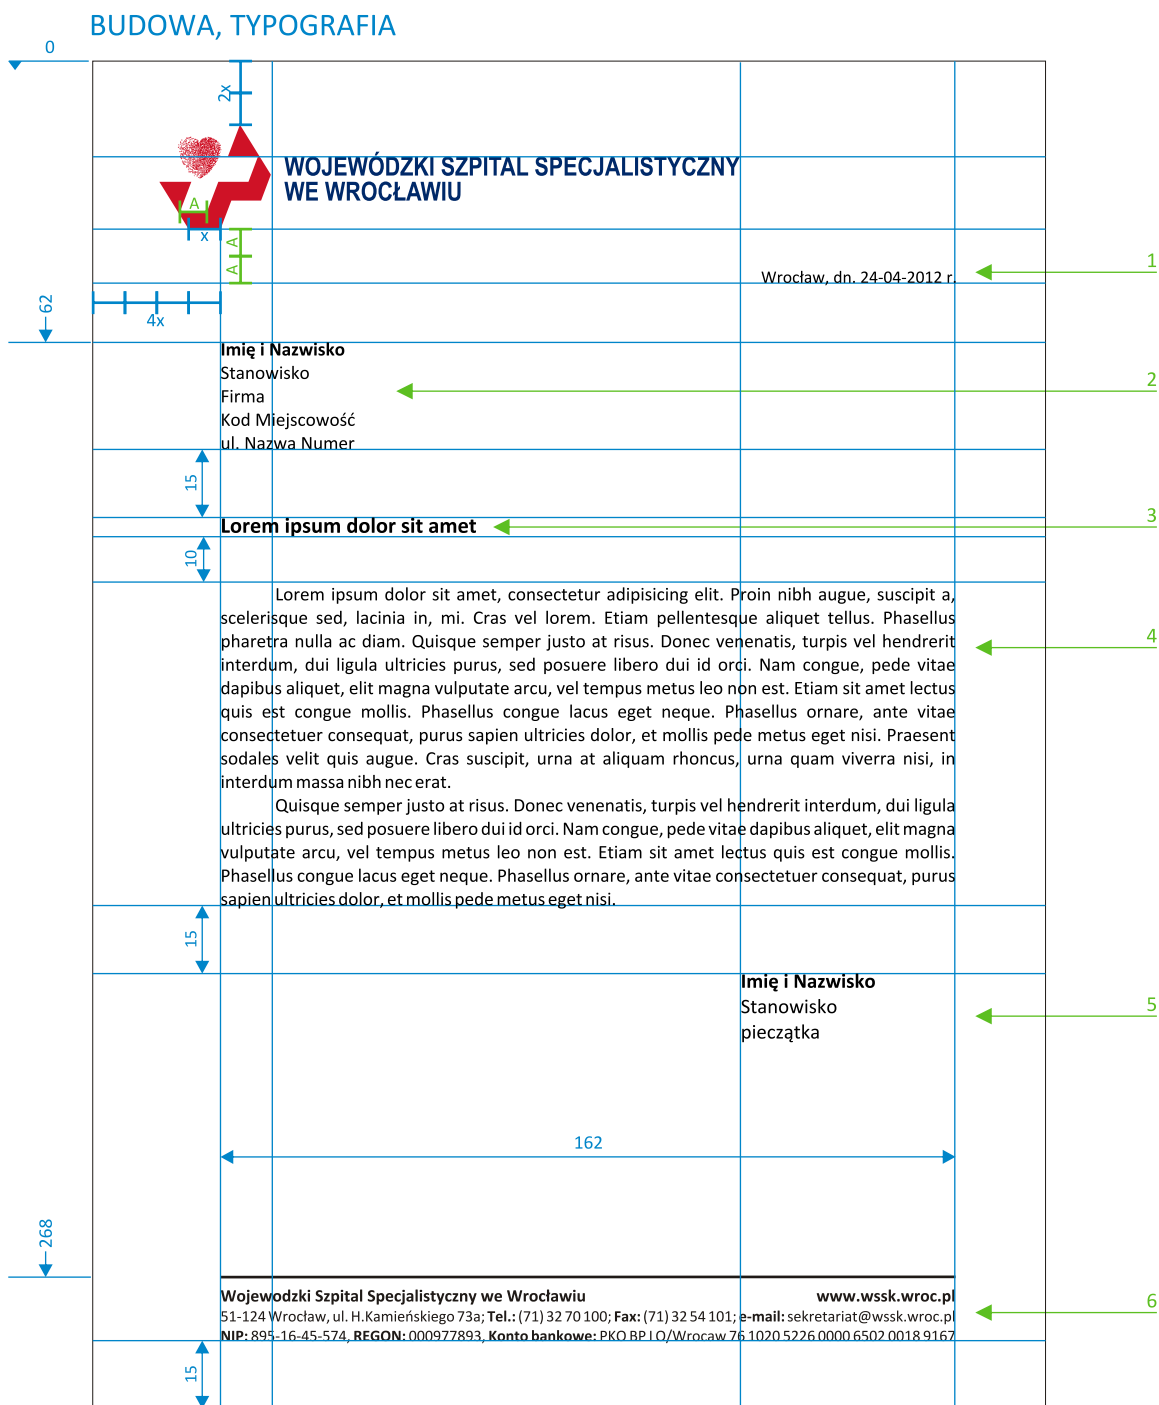 BUDOWA, TYPOGRAFIA
0
2x
WOJEWÓDZKI SZPITAL SPECJALISTYCZNY
WE WROCŁAWIU
A
x
A
A
1
Wrocław, dn. 24-04-2012 r.
62
4x
Imię i Nazwisko
Stanowisko
2
Firma
Kod Miejscowość
ul. Nazwa Numer
15
3
Lorem ipsum dolor sit amet
10
Lorem ipsum dolor sit amet, consectetur adipisicing elit. Proin nibh augue, suscipit a,
scelerisque sed, lacinia in, mi. Cras vel lorem. Etiam pellentesque aliquet tellus. Phasellus
4
pharetra nulla ac diam. Quisque semper justo at risus. Donec venenatis, turpis vel hendrerit
interdum, dui ligula ultricies purus, sed posuere libero dui id orci. Nam congue, pede vitae
dapibus aliquet, elit magna vulputate arcu, vel tempus metus leo non est. Etiam sit amet lectus
quis est congue mollis. Phasellus congue lacus eget neque. Phasellus ornare, ante vitae
consectetuer consequat, purus sapien ultricies dolor, et mollis pede metus eget nisi. Praesent
sodales velit quis augue. Cras suscipit, urna at aliquam rhoncus, urna quam viverra nisi, in
interdum massa nibh nec erat.
Quisque semper justo at risus. Donec venenatis, turpis vel hendrerit interdum, dui ligula
ultricies purus, sed posuere libero dui id orci. Nam congue, pede vitae dapibus aliquet, elit magna
vulputate arcu, vel tempus metus leo non est. Etiam sit amet lectus quis est congue mollis.
Phasellus congue lacus eget neque. Phasellus ornare, ante vitae consectetuer consequat, purus
sapien ultricies dolor, et mollis pede metus eget nisi.
15
Imię i Nazwisko
Stanowisko
5
pieczątka
162
268
Wojewodzki Szpital Specjalistyczny we Wrocławiu www.wssk.wroc.pl
6
51-124 Wrocław, ul. H.Kamieńskiego 73a; Tel.: (71) 32 70 100; Fax: (71) 32 54 101; e-mail: sekretariat@wssk.wroc.pl
NIP: 895-16-45-574, REGON: 000977893, Konto bankowe: PKO BP I O/Wrocaw 76 1020 5226 0000 6502 0018 9167
15